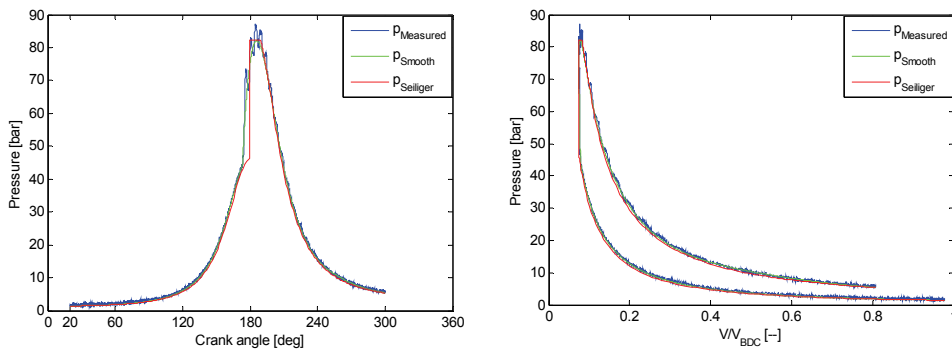 90
80
70
60
50
40
30
20
10
0
0 20 60 120 180 240 300 360
Pressure [bar]
Crank angle [deg]
pMeasured
pSmooth
pSeiliger
90
80
70
60
50
40
30
20
10
0
0 0.2 0.4 0.6 0.8 1
Pressure [bar]
V/VBDC [--]
pMeasured
pSmooth
pSeiliger